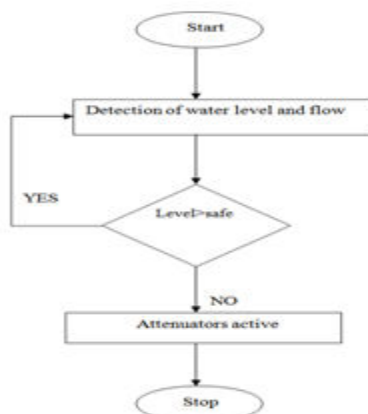 Start
Detection of water level and flow
YES
Level>safe
NO
Attenuators active
Stop